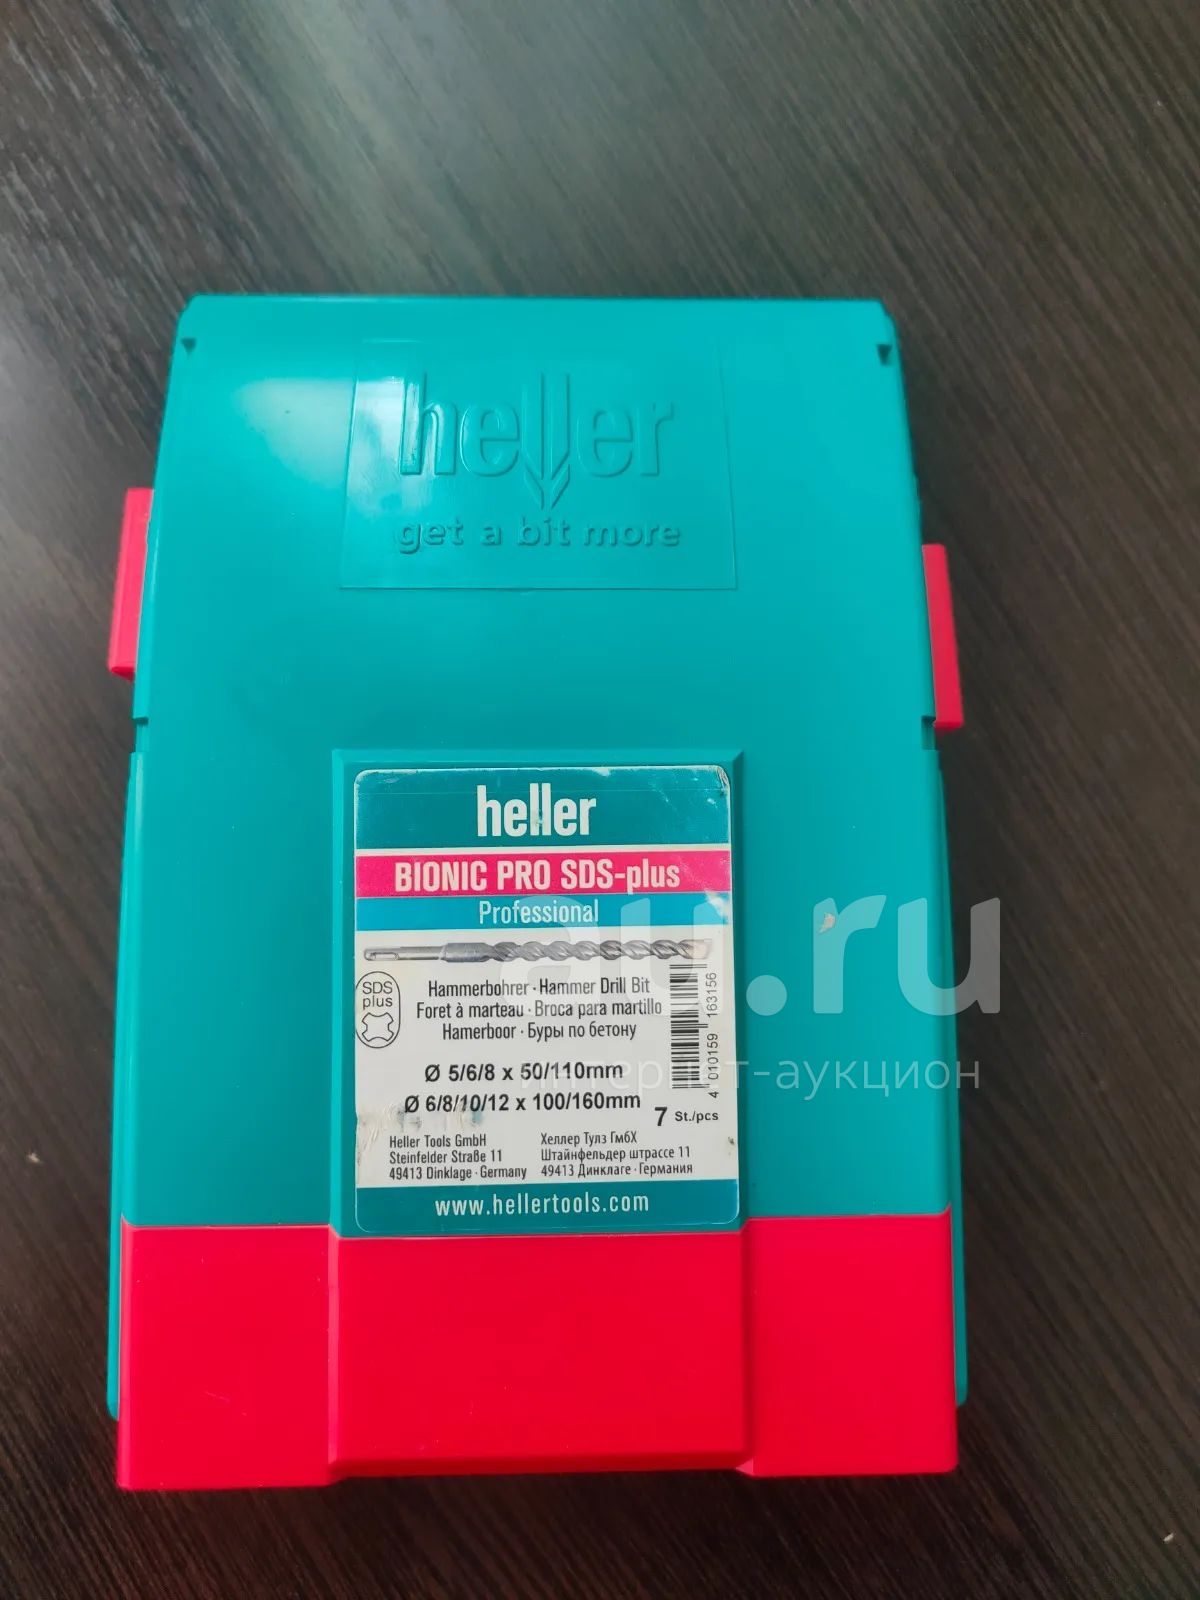 heller
get a bit more
heller
BIONIC PRO SDS-plus
Professional
SDS
plus
Hammerbohrer · Hammer Drill Bit
Foret à marteau · Broca para martillo
Hamerboor · Буры по бетону
Ø 5/6/8 x 50/110mm
Ø 6/8/10/12 x 100/160mm
7 St./pcs
4 010159 163156
Heller Tools GmbH
Steinfelder Straße 11
49413 Dinklage · Germany
Хеллер Тулз ГмбХ
Штайнфельдер штрассе 11
49413 Динклаге · Германия
www.hellertools.com
au.ru
интернет-аукцион